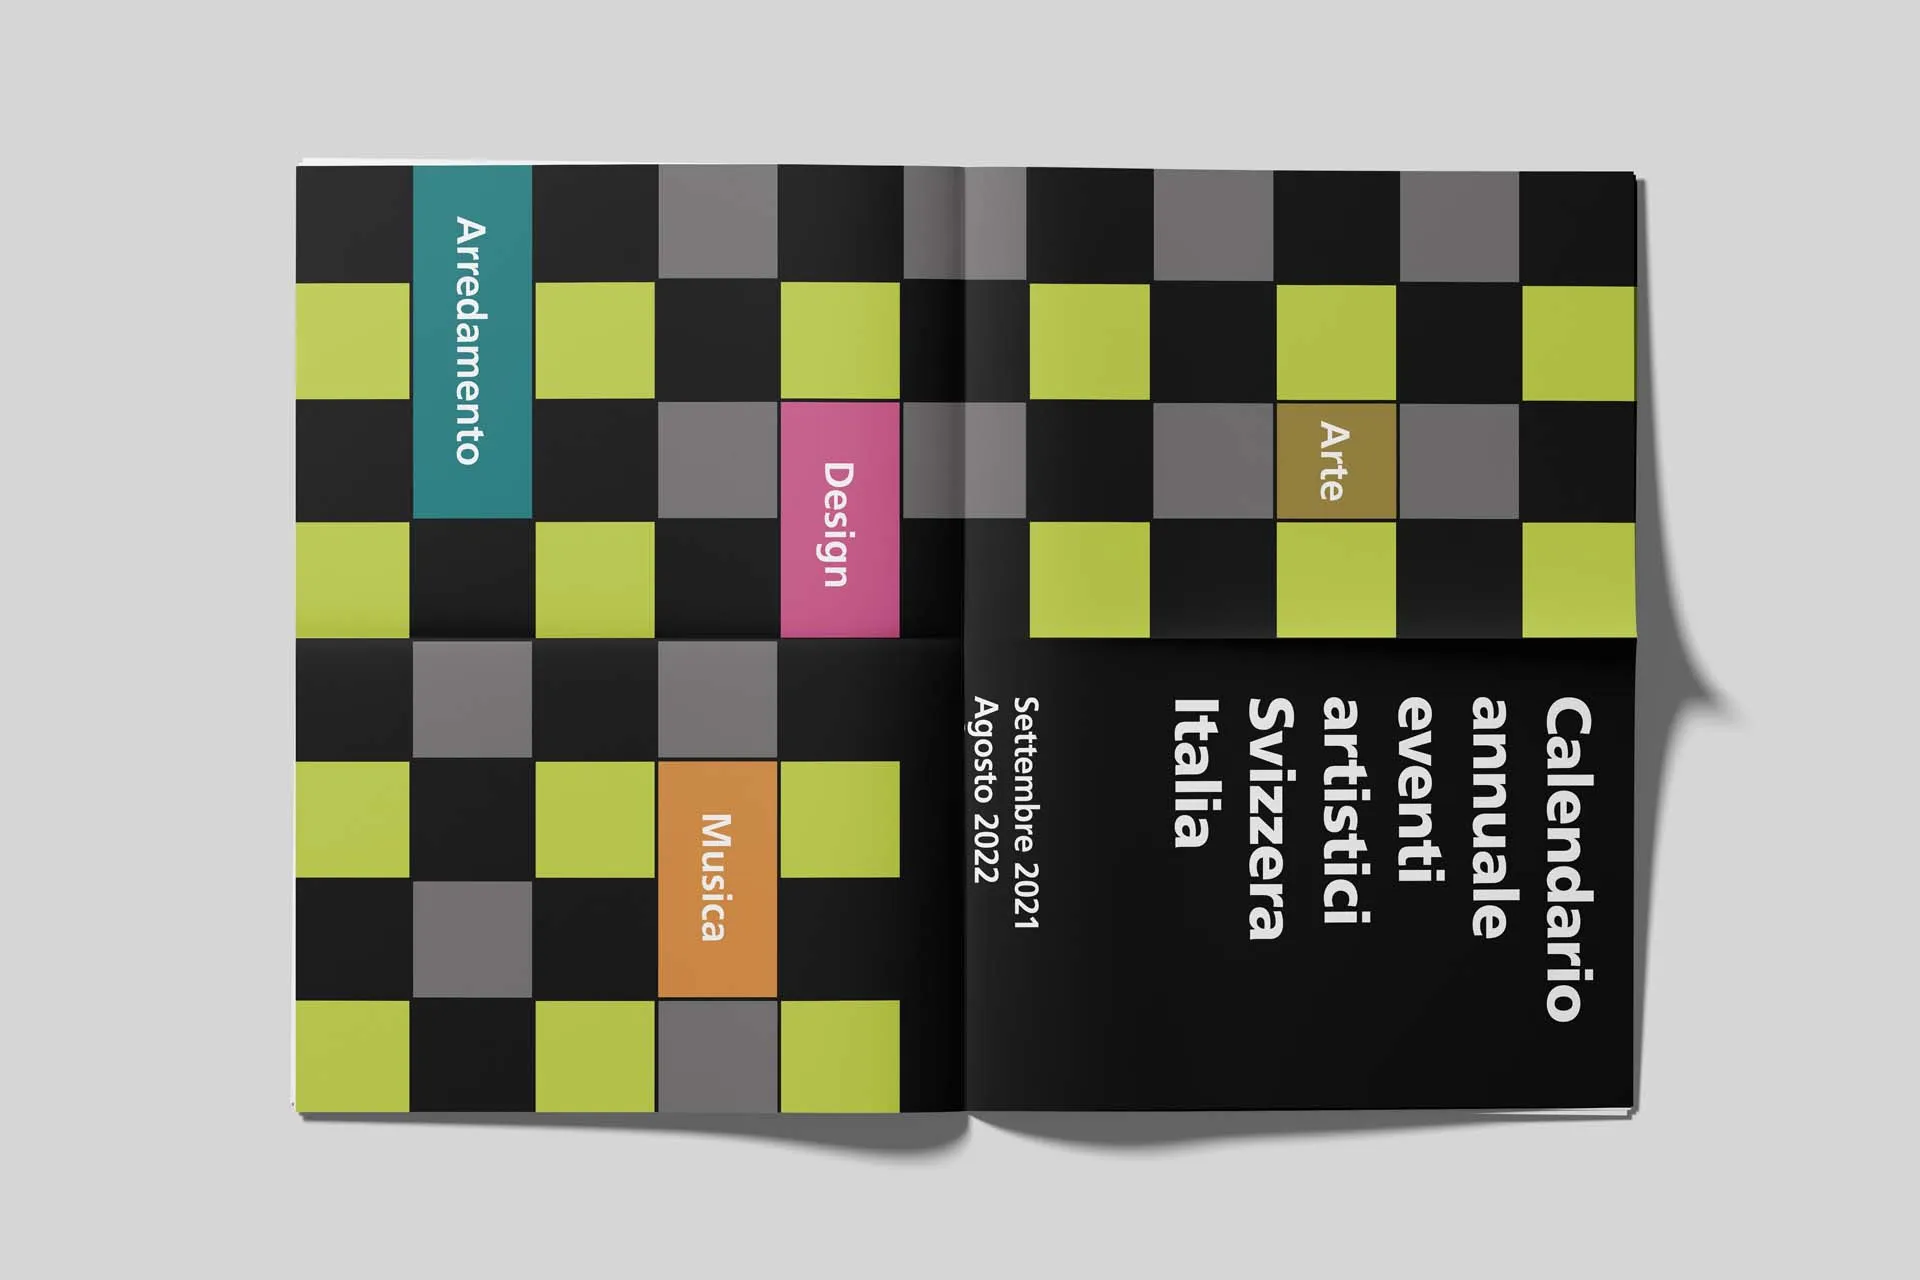 Arredamento
Design
Arte
Musica
Calendario
annuale
eventi
artistici
Svizzera
Italia
Settembre 2021
Agosto 2022